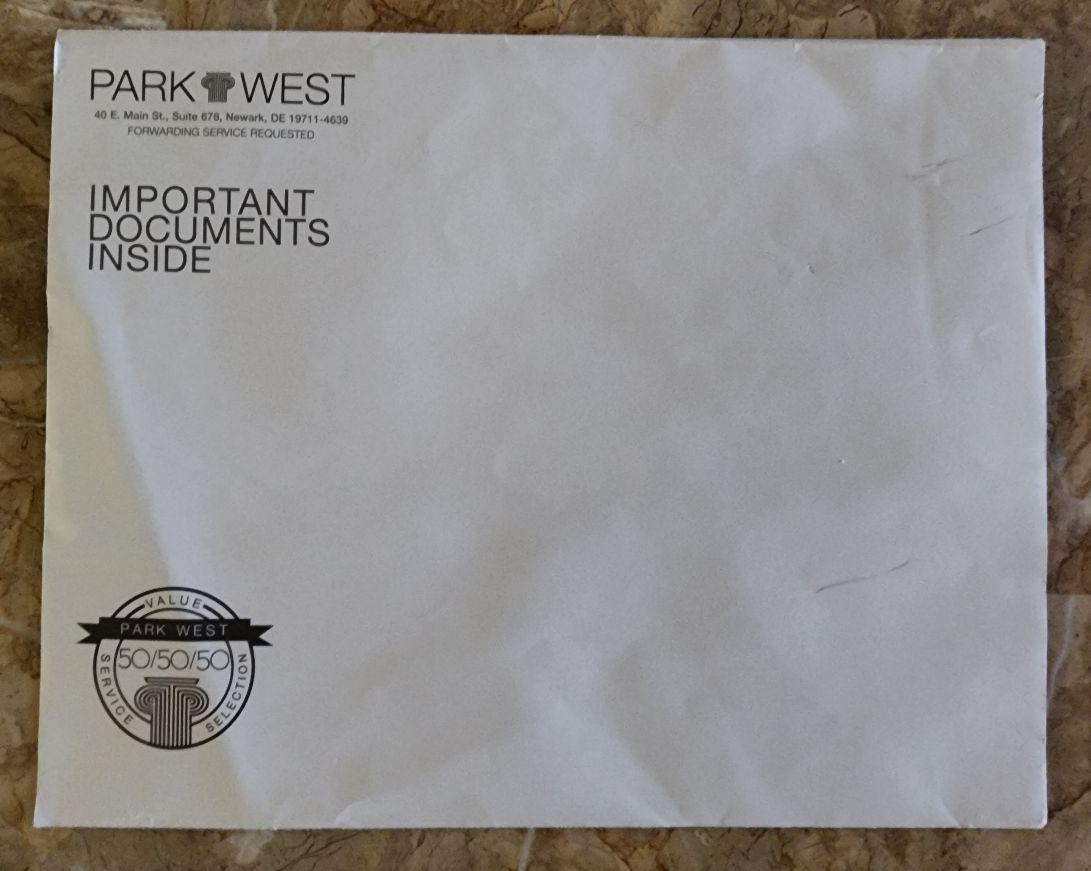 PARK WEST
40 E. Main St., Suite 678, Newark, DE 19711-4639
FORWARDING SERVICE REQUESTED
IMPORTANT
DOCUMENTS
INSIDE
VALUE
PARK WEST
50/50/50
SERVICE
SELECTION